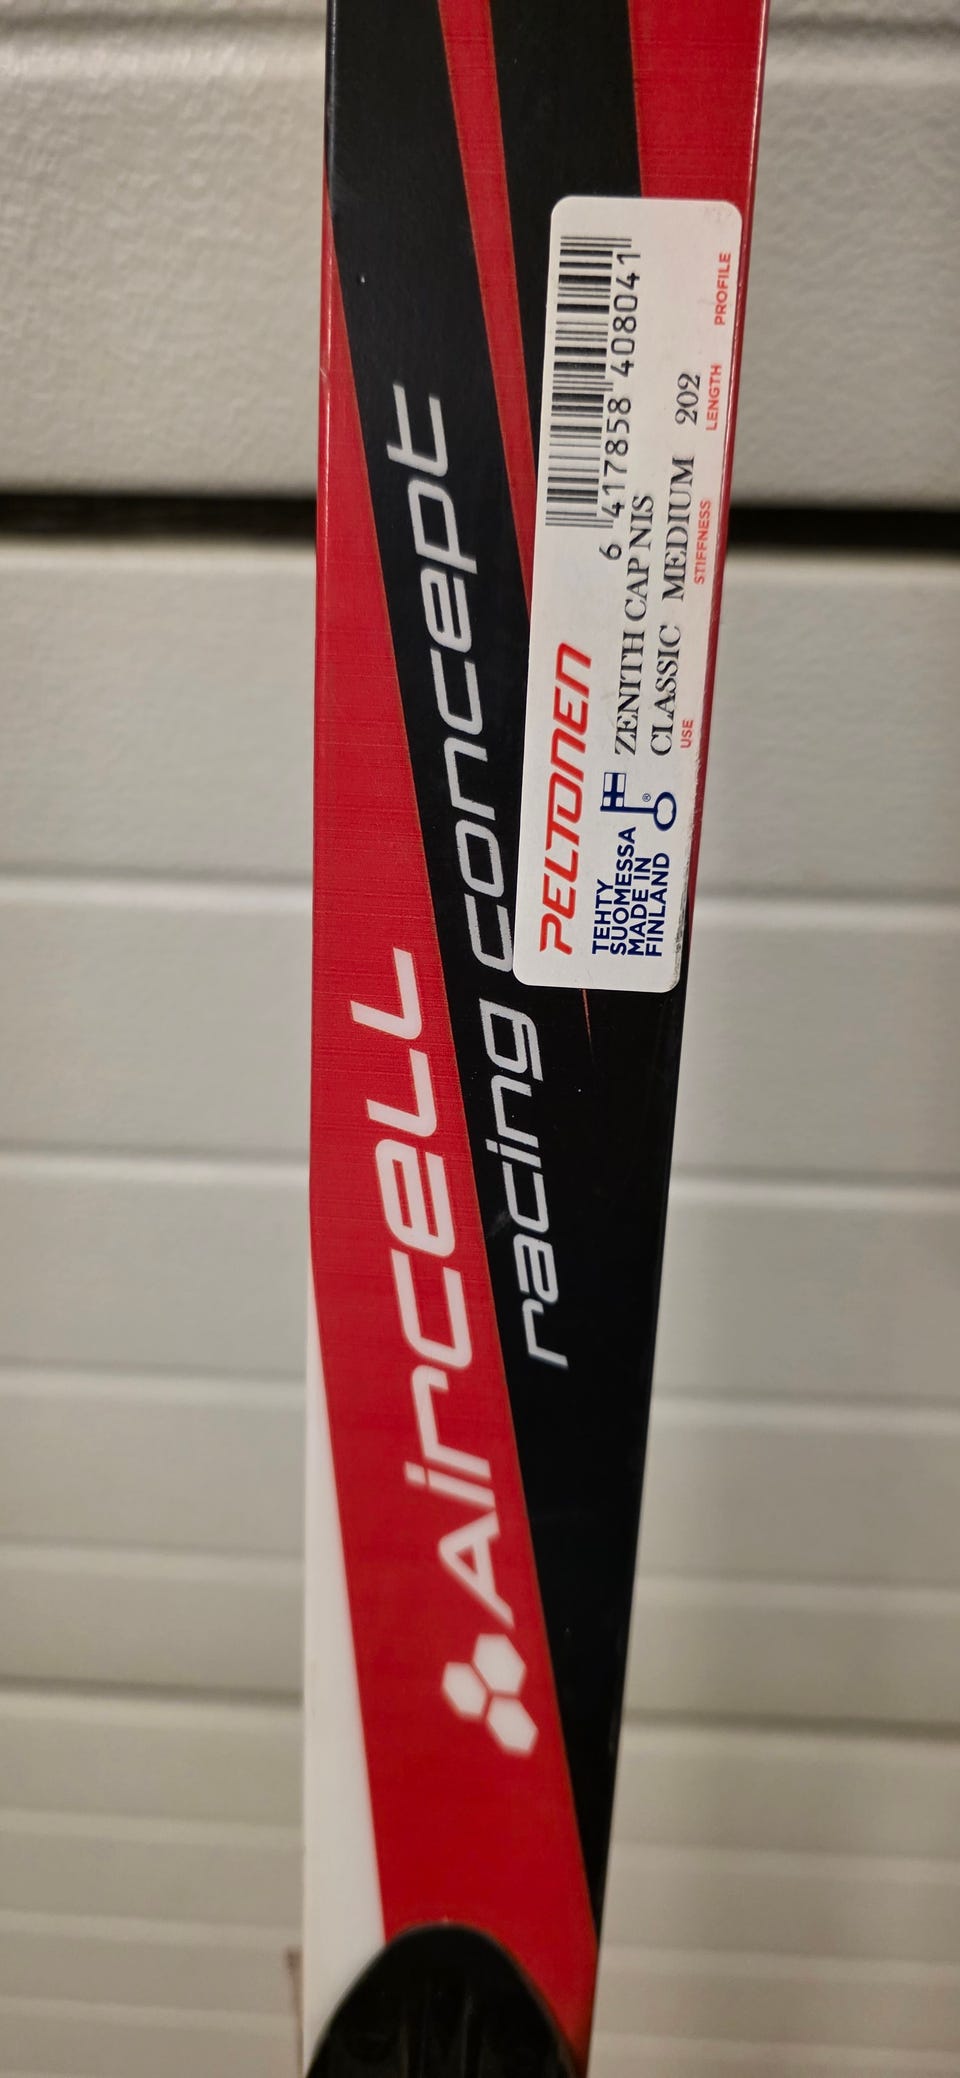 Aircell
racing concept
PELTONEN
TEHTY
SUOMESSA
MADE IN
FINLAND
®
6 417858 408041
ZENITH CAP NIS
CLASSIC MEDIUM 202
USE STIFFNESS LENGTH PROFILE